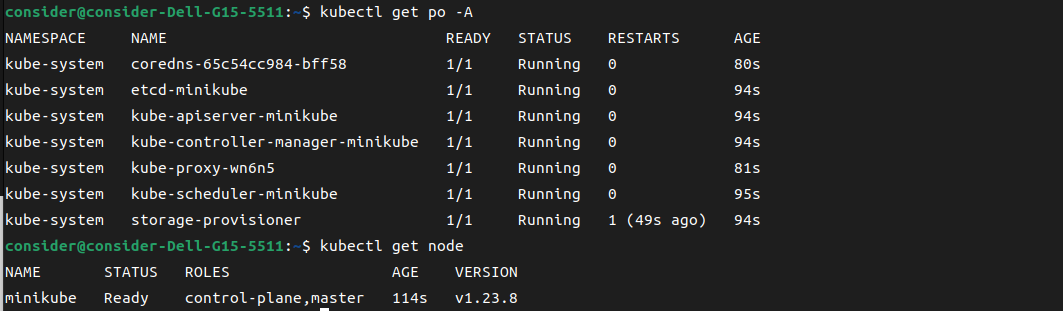 consider@consider-Dell-G15-5511:~$ kubectl get po -A
NAMESPACE     NAME                               READY   STATUS    RESTARTS      AGE
kube-system   coredns-65c54cc984-bff58           1/1     Running   0             80s
kube-system   etcd-minikube                      1/1     Running   0             94s
kube-system   kube-apiserver-minikube            1/1     Running   0             94s
kube-system   kube-controller-manager-minikube   1/1     Running   0             94s
kube-system   kube-proxy-wn6n5                   1/1     Running   0             81s
kube-system   kube-scheduler-minikube            1/1     Running   0             95s
kube-system   storage-provisioner                1/1     Running   1 (49s ago)   94s
consider@consider-Dell-G15-5511:~$ kubectl get node
NAME       STATUS   ROLES                  AGE    VERSION
minikube   Ready    control-plane,master   114s   v1.23.8